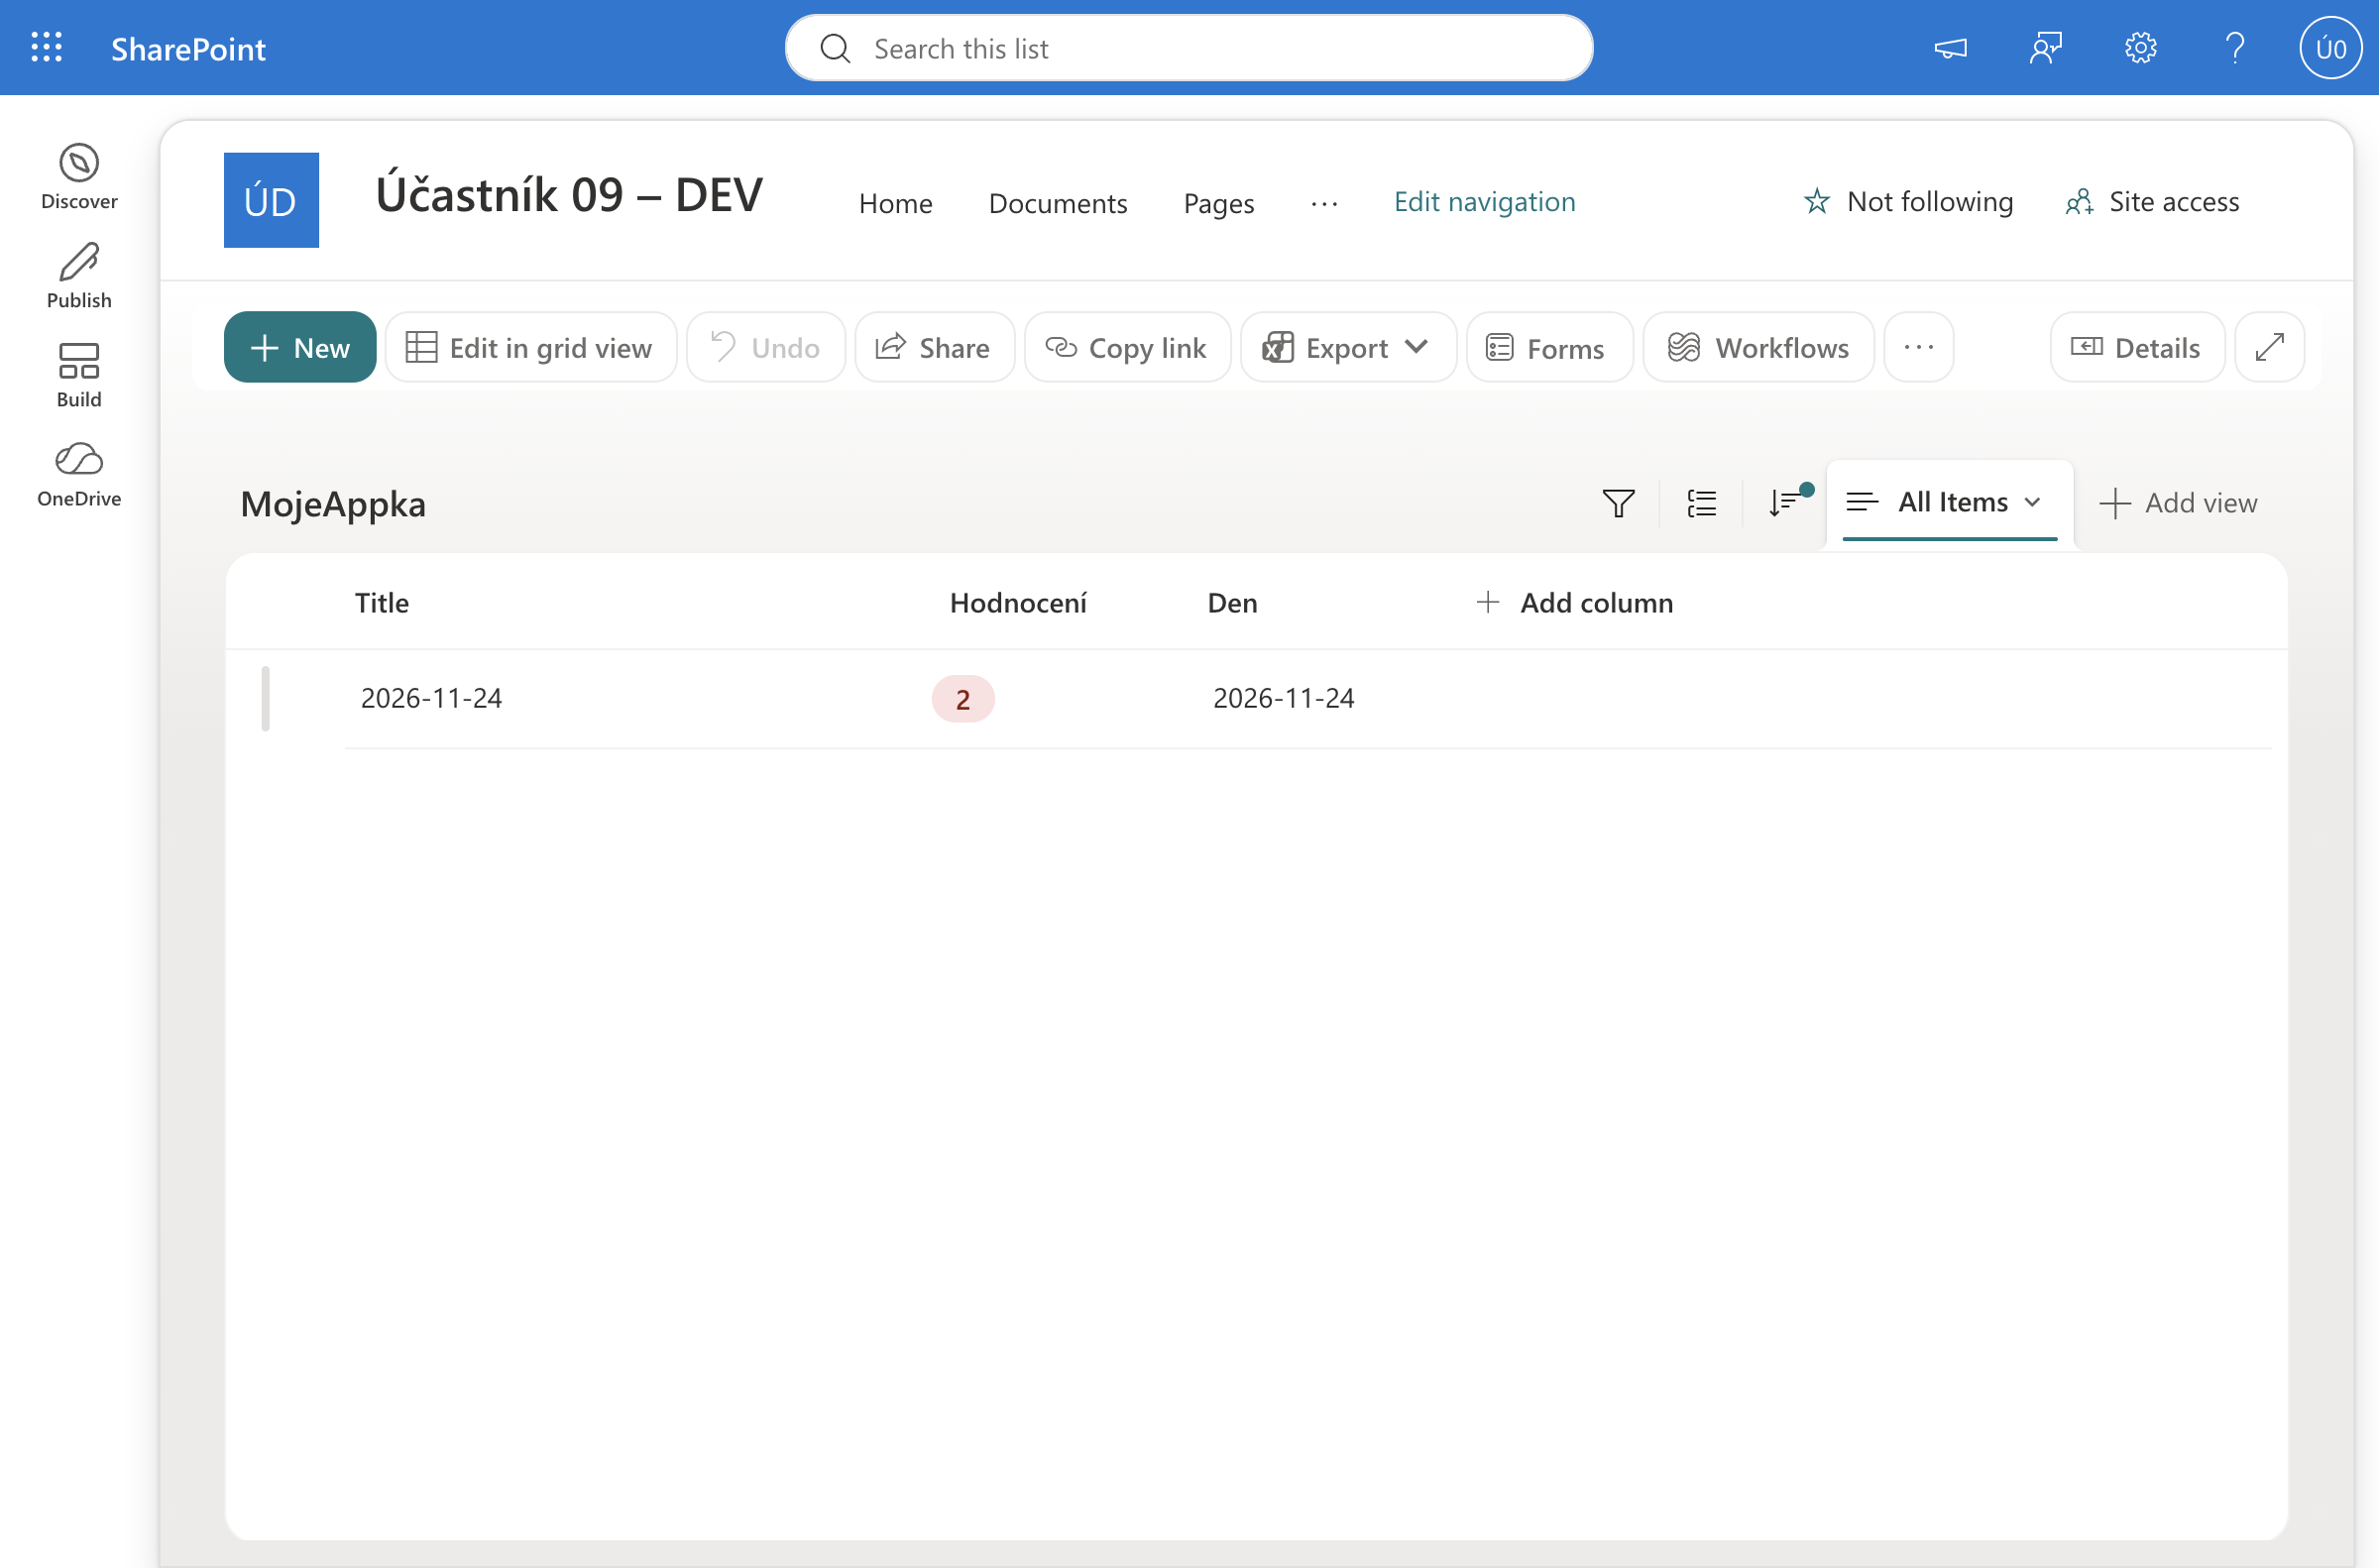 SharePoint
Search this list
Ú0
Discover
Publish
Build
OneDrive
ÚD
Účastník 09 – DEV
Home
Documents
Pages
Edit navigation
Not following
Site access
New
Edit in grid view
Undo
Share
Copy link
Export
Forms
Workflows
Details
MojeAppka
All Items
Add view
Title
Hodnocení
Den
Add column
2026-11-24
2
2026-11-24